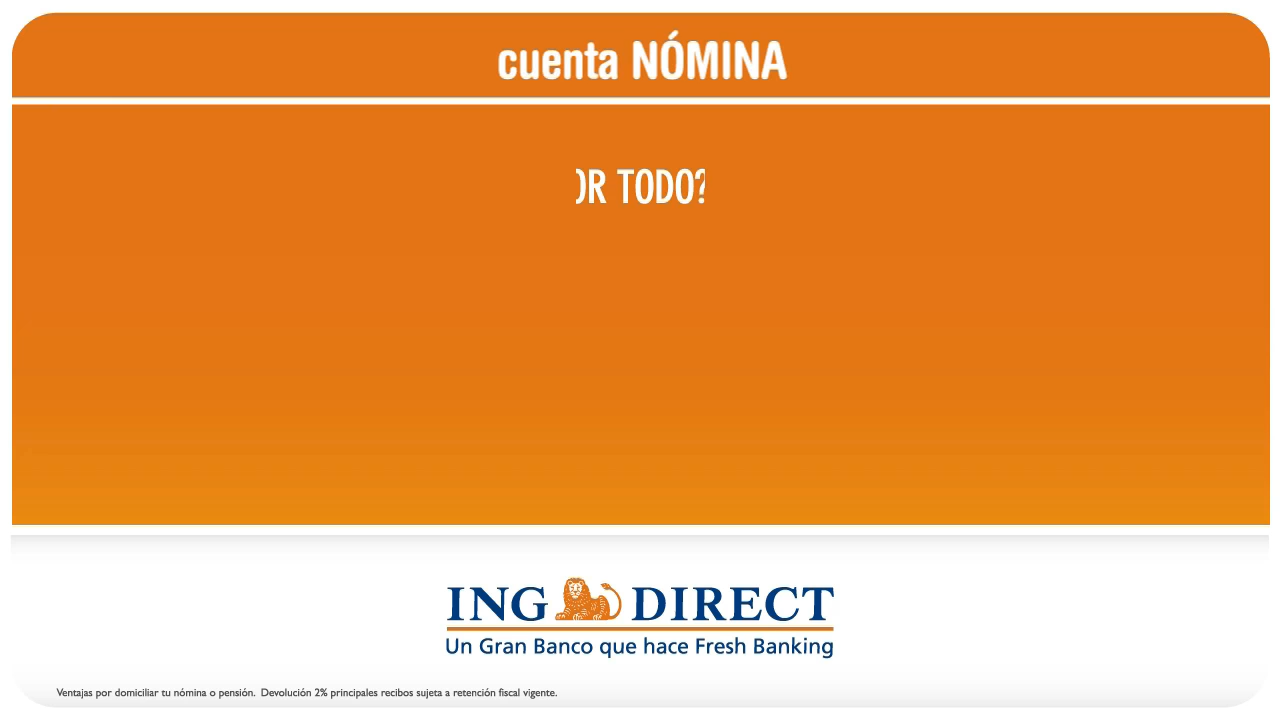 cuenta NÓMINA
OR TODO?
ING DIRECT
Un Gran Banco que hace Fresh Banking
Ventajas por domiciliar tu nómina o pensión. Devolución 2% principales recibos sujeta a retención fiscal vigente.